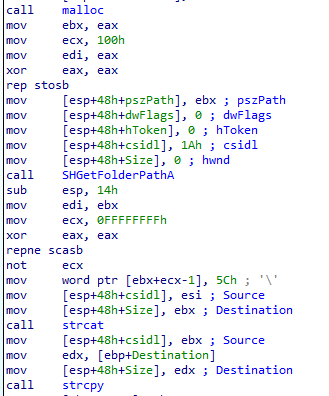 call malloc
mov ebx, eax
mov ecx, 100h
mov edi, eax
xor eax, eax
rep stosb
mov [esp+48h+pszPath], ebx ; pszPath
mov [esp+48h+dwFlags], 0 ; dwFlags
mov [esp+48h+hToken], 0 ; hToken
mov [esp+48h+csidl], 1Ah ; csidl
mov [esp+48h+Size], 0 ; hwnd
call SHGetFolderPathA
sub esp, 14h
mov edi, ebx
mov ecx, 0FFFFFFFFh
xor eax, eax
repne scasb
not ecx
mov word ptr [ebx+ecx-1], 5Ch ; '\'
mov [esp+48h+csidl], esi ; Source
mov [esp+48h+Size], ebx ; Destination
call strcat
mov [esp+48h+csidl], ebx ; Source
mov edx, [ebp+Destination]
mov [esp+48h+Size], edx ; Destination
call strcpy